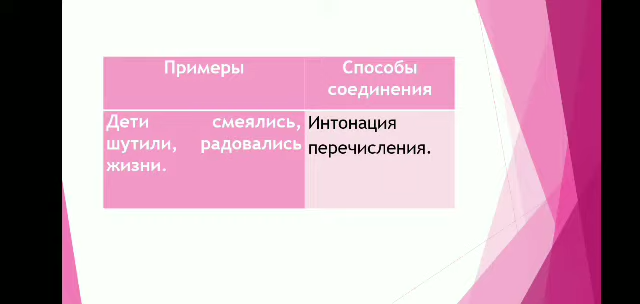 Примеры
Способы
соединения
Дети смеялись,
шутили, радовались
жизни.
Интонация
перечисления.